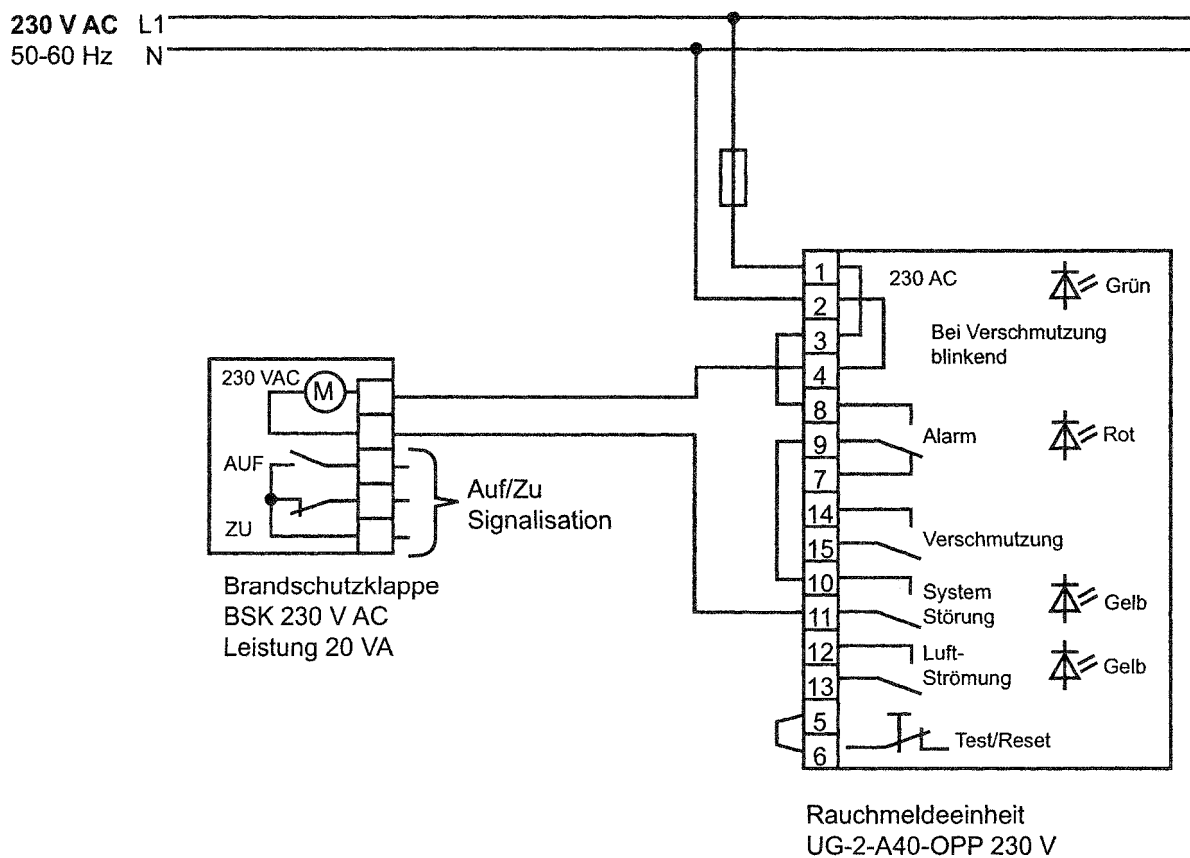 230 V AC L1
50-60 Hz N
1
2
3
4
8
9
7
14
15
10
11
12
13
5
6
230 AC
Grün
Bei Verschmutzung
blinkend
Alarm
Rot
Verschmutzung
System
Störung
Gelb
Luft-
Strömung
Gelb
Test/Reset
Rauchmeldeeinheit
UG-2-A40-OPP 230 V
230 VAC
M
AUF
ZU
Auf/Zu
Signalisation
Brandschutzklappe
BSK 230 V AC
Leistung 20 VA